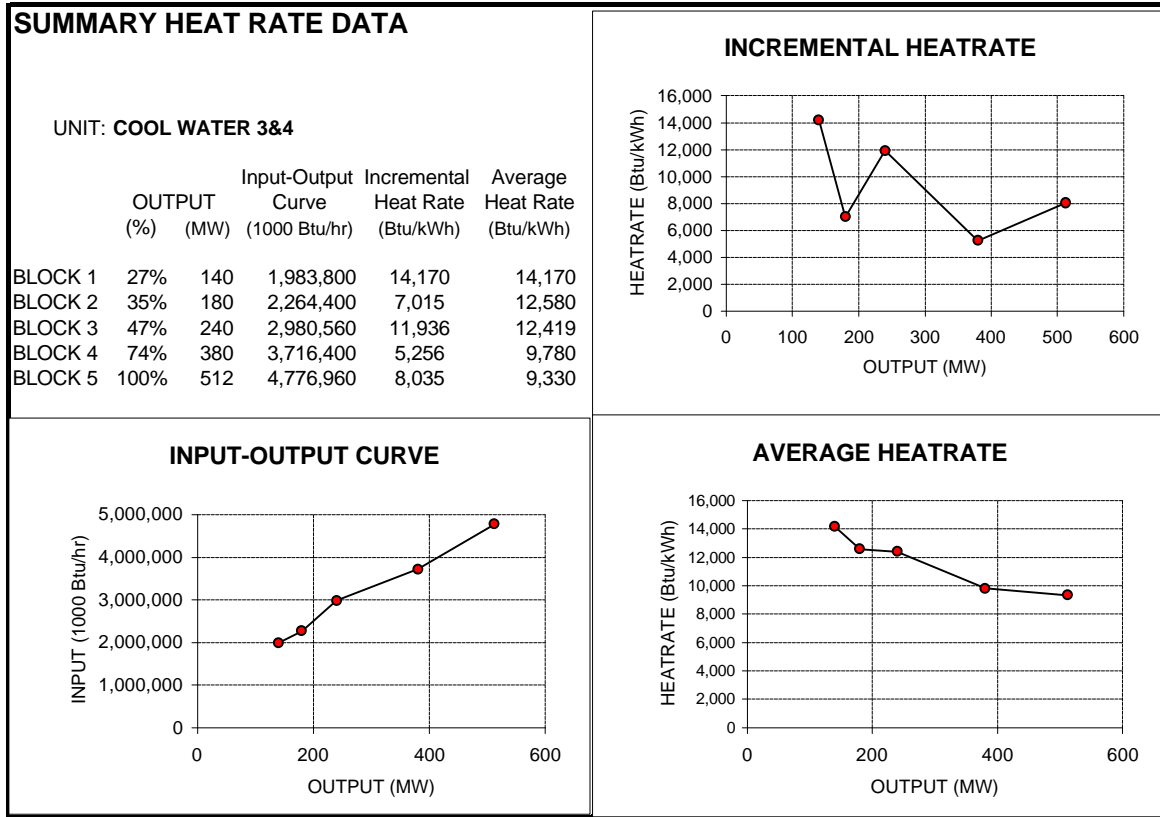 SUMMARY HEAT RATE DATA
UNIT: COOL WATER 3&4
Input-Output Incremental Average
OUTPUT Curve Heat Rate Heat Rate
(%) (MW) (1000 Btu/hr) (Btu/kWh) (Btu/kWh)
BLOCK 1 27% 140 1,983,800 14,170 14,170
BLOCK 2 35% 180 2,264,400 7,015 12,580
BLOCK 3 47% 240 2,980,560 11,936 12,419
BLOCK 4 74% 380 3,716,400 5,256 9,780
BLOCK 5 100% 512 4,776,960 8,035 9,330
INCREMENTAL HEATRATE
HEATRATE (Btu/kWh)
16,000
14,000
12,000
10,000
8,000
6,000
4,000
2,000
0
0 100 200 300 400 500 600
OUTPUT (MW)
INPUT-OUTPUT CURVE
INPUT (1000 Btu/hr)
5,000,000
4,000,000
3,000,000
2,000,000
1,000,000
0
0 200 400 600
OUTPUT (MW)
AVERAGE HEATRATE
HEATRATE (Btu/kWh)
16,000
14,000
12,000
10,000
8,000
6,000
4,000
2,000
0
0 200 400 600
OUTPUT (MW)